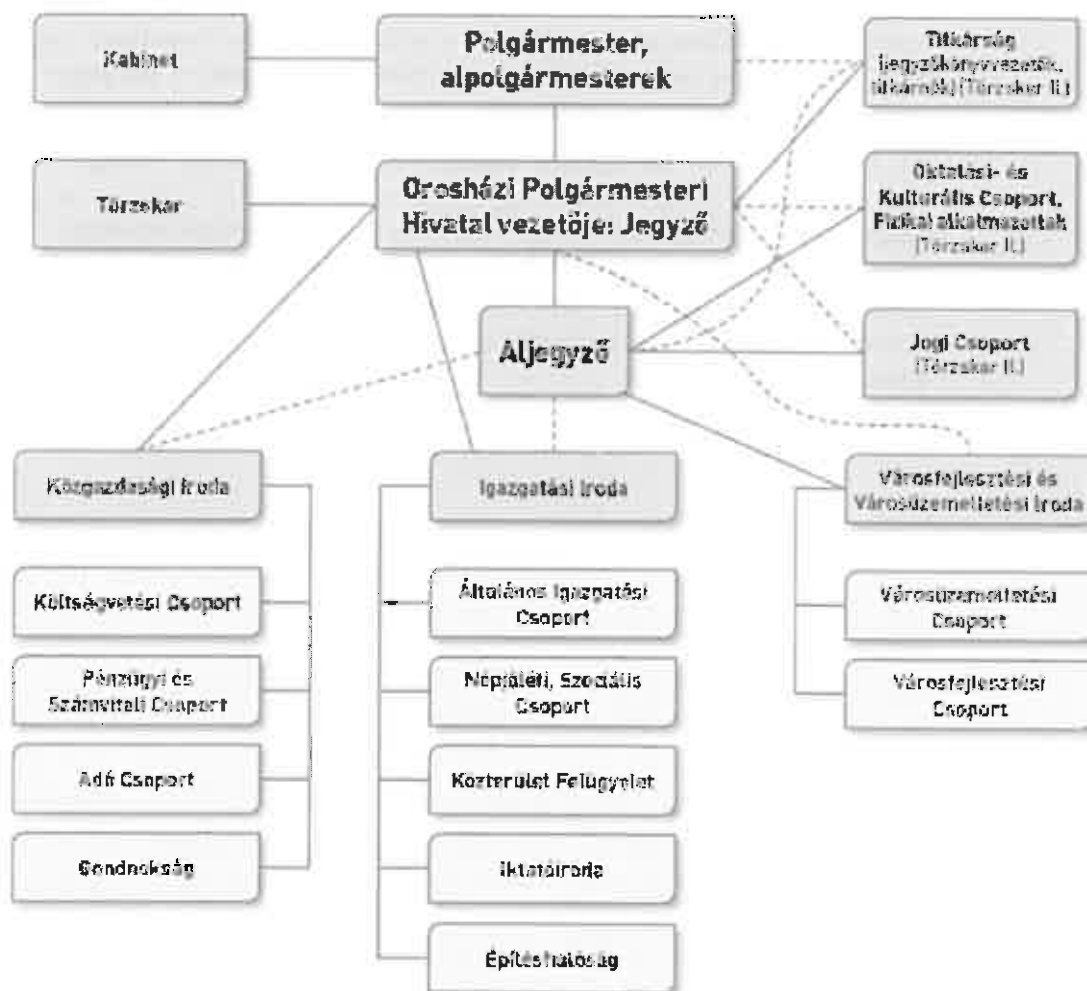 Kabinet
Polgármester,
alpolgármesterek
Titkárság
(jegyzőkönyvvezetők,
titkárnők) (Törzskar II.)
Törzskar
Orosházi Polgármesteri
Hivatal vezetője: Jegyző
Oktatási- és
Kulturális Csoport,
Fizikai alkalmazottak
(Törzskar II.)
Aljegyző
Jogi Csoport
(Törzskar II.)
Közgazdasági Iroda
Igazgatási Iroda
Városfejlesztési és
Városüzemeltetési Iroda
Költségvetési Csoport
Általános Igazgatási
Csoport
Városüzemeltetési
Csoport
Pénzügyi és
Számviteli Csoport
Népjóléti, Szociális
Csoport
Városfejlesztési
Csoport
Adó Csoport
Közterület Felügyelet
Gondnokság
Iktatóiroda
Építéshatóság